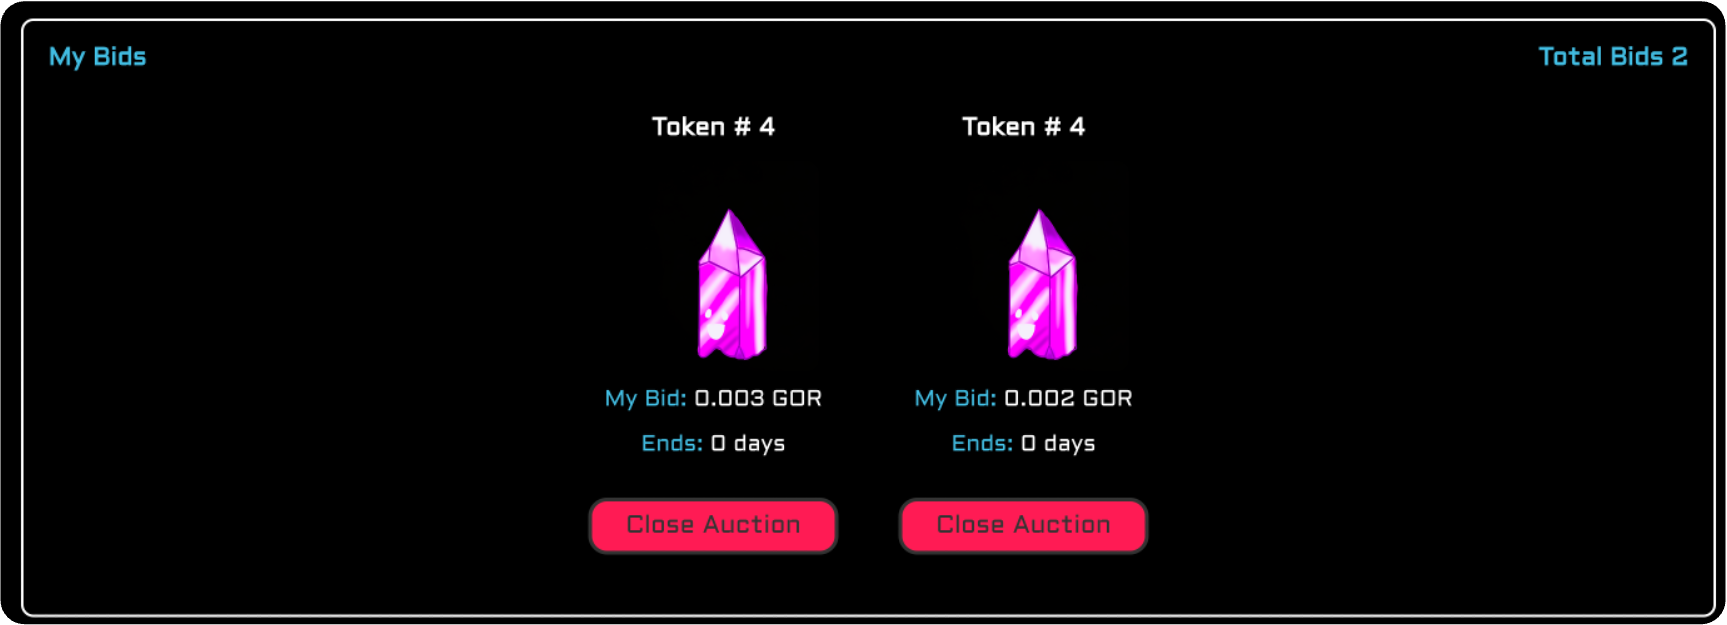 My Bids
Total Bids 2
Token # 4
Token # 4
My Bid: 0.003 GOR
My Bid: 0.002 GOR
Ends: 0 days
Ends: 0 days
Close Auction
Close Auction